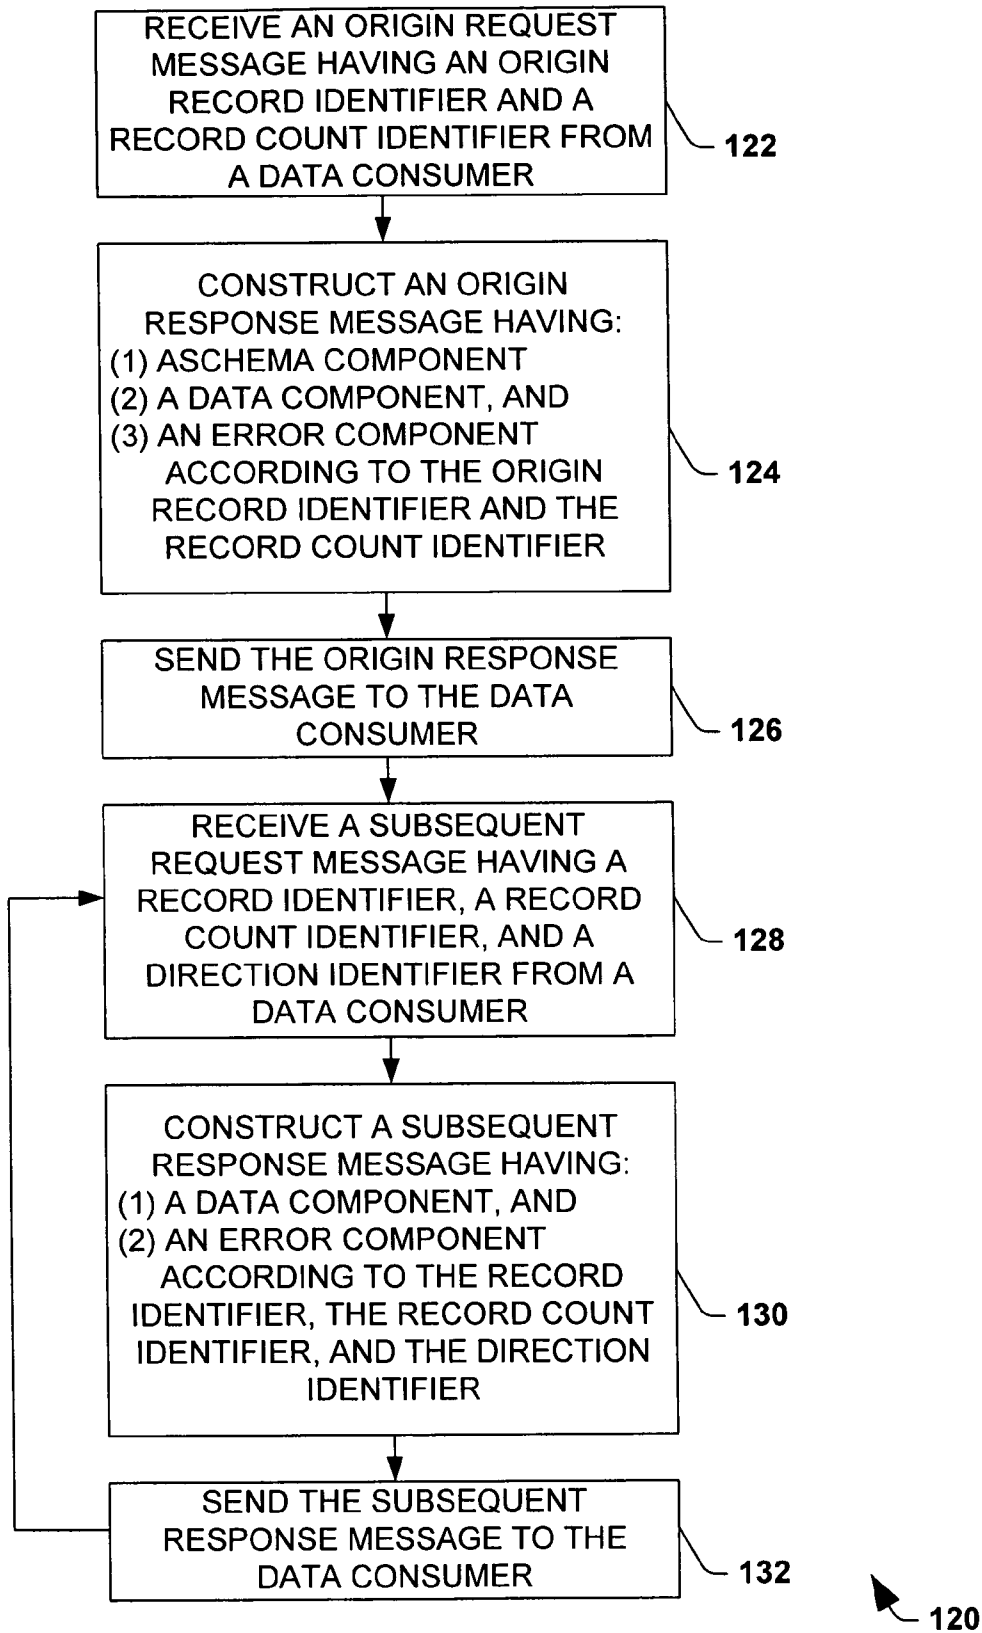 RECEIVE AN ORIGIN REQUEST
MESSAGE HAVING AN ORIGIN
RECORD IDENTIFIER AND A
RECORD COUNT IDENTIFIER FROM
A DATA CONSUMER
122
CONSTRUCT AN ORIGIN
RESPONSE MESSAGE HAVING:
(1) ASCHEMA COMPONENT
(2) A DATA COMPONENT, AND
(3) AN ERROR COMPONENT
ACCORDING TO THE ORIGIN
RECORD IDENTIFIER AND THE
RECORD COUNT IDENTIFIER
124
SEND THE ORIGIN RESPONSE
MESSAGE TO THE DATA
CONSUMER
126
RECEIVE A SUBSEQUENT
REQUEST MESSAGE HAVING A
RECORD IDENTIFIER, A RECORD
COUNT IDENTIFIER, AND A
DIRECTION IDENTIFIER FROM A
DATA CONSUMER
128
CONSTRUCT A SUBSEQUENT
RESPONSE MESSAGE HAVING:
(1) A DATA COMPONENT, AND
(2) AN ERROR COMPONENT
ACCORDING TO THE RECORD
IDENTIFIER, THE RECORD COUNT
IDENTIFIER, AND THE DIRECTION
IDENTIFIER
130
SEND THE SUBSEQUENT
RESPONSE MESSAGE TO THE
DATA CONSUMER
132
120